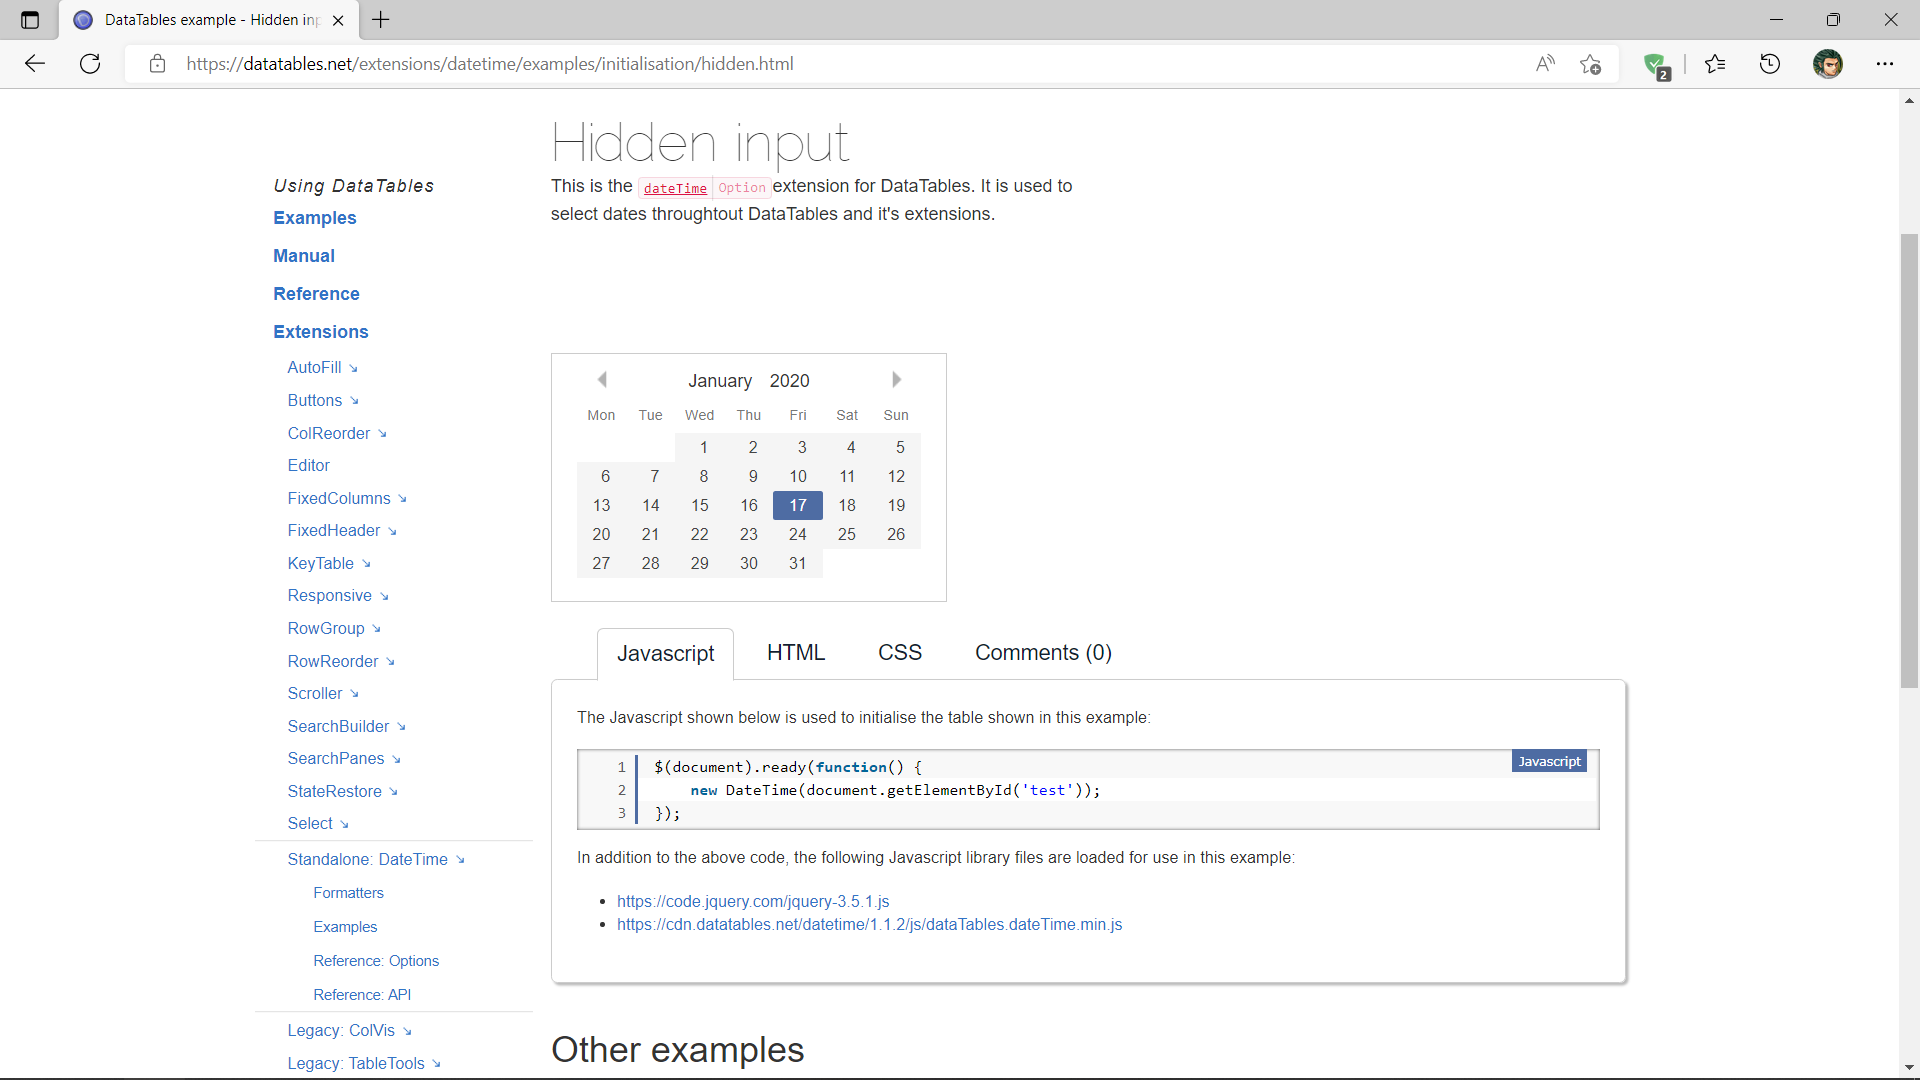 DataTables example - Hidden inp
https://datatables.net/extensions/datetime/examples/initialisation/hidden.html
2
Hidden input
This is the dateTime Option extension for DataTables. It is used to
select dates throughtout DataTables and it's extensions.
Using DataTables
Examples
Manual
Reference
Extensions
AutoFill
Buttons
ColReorder
Editor
FixedColumns
FixedHeader
KeyTable
Responsive
RowGroup
RowReorder
Scroller
SearchBuilder
SearchPanes
StateRestore
Select
Standalone: DateTime
Formatters
Examples
Reference: Options
Reference: API
Legacy: ColVis
Legacy: TableTools
January 2020
Mon Tue Wed Thu Fri Sat Sun
1 2 3 4 5
6 7 8 9 10 11 12
13 14 15 16 17 18 19
20 21 22 23 24 25 26
27 28 29 30 31
Javascript HTML CSS Comments (0)
The Javascript shown below is used to initialise the table shown in this example:
Javascript
1 $(document).ready(function() {
2 new DateTime(document.getElementById('test'));
3 });
In addition to the above code, the following Javascript library files are loaded for use in this example:
• https://code.jquery.com/jquery-3.5.1.js
• https://cdn.datatables.net/datetime/1.1.2/js/dataTables.dateTime.min.js
Other examples